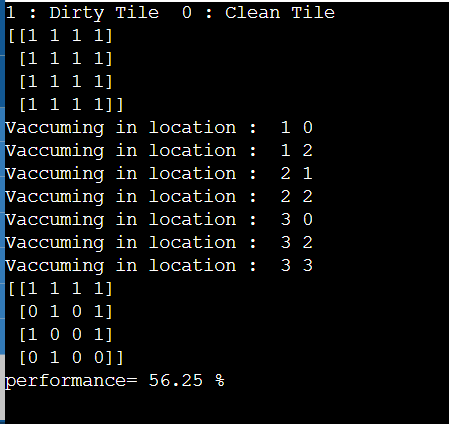 1 : Dirty Tile  0 : Clean Tile
[[1 1 1 1]
 [1 1 1 1]
 [1 1 1 1]
 [1 1 1 1]]
Vaccuming in location :  1 0
Vaccuming in location :  1 2
Vaccuming in location :  2 1
Vaccuming in location :  2 2
Vaccuming in location :  3 0
Vaccuming in location :  3 2
Vaccuming in location :  3 3
[[1 1 1 1]
 [0 1 0 1]
 [1 0 0 1]
 [0 1 0 0]]
performance= 56.25 %